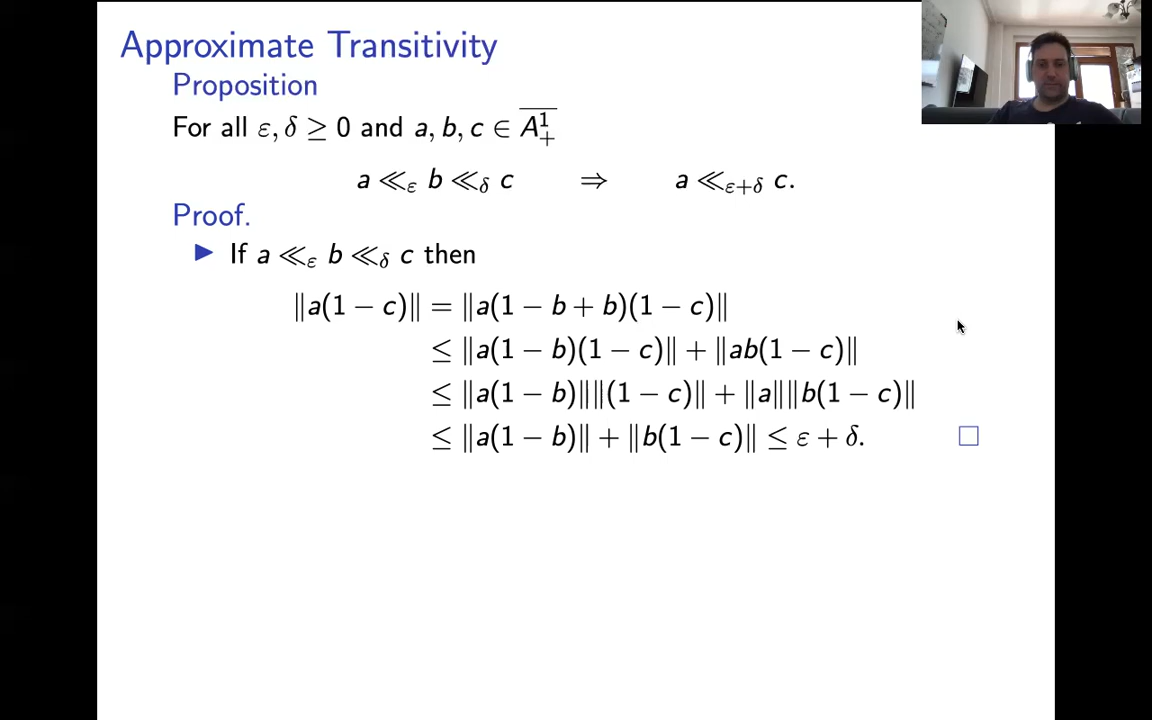 Approximate Transitivity
Proposition
For all ε, δ ≥ 0 and a, b, c ∈ \overline{A^1_+}
a ≪_ε b ≪_δ c ⇒ a ≪_{ε+δ} c.
Proof.
▶ If a ≪_ε b ≪_δ c then
‖a(1 − c)‖ = ‖a(1 − b + b)(1 − c)‖
≤ ‖a(1 − b)(1 − c)‖ + ‖ab(1 − c)‖
≤ ‖a(1 − b)‖‖(1 − c)‖ + ‖a‖‖b(1 − c)‖
≤ ‖a(1 − b)‖ + ‖b(1 − c)‖ ≤ ε + δ. □